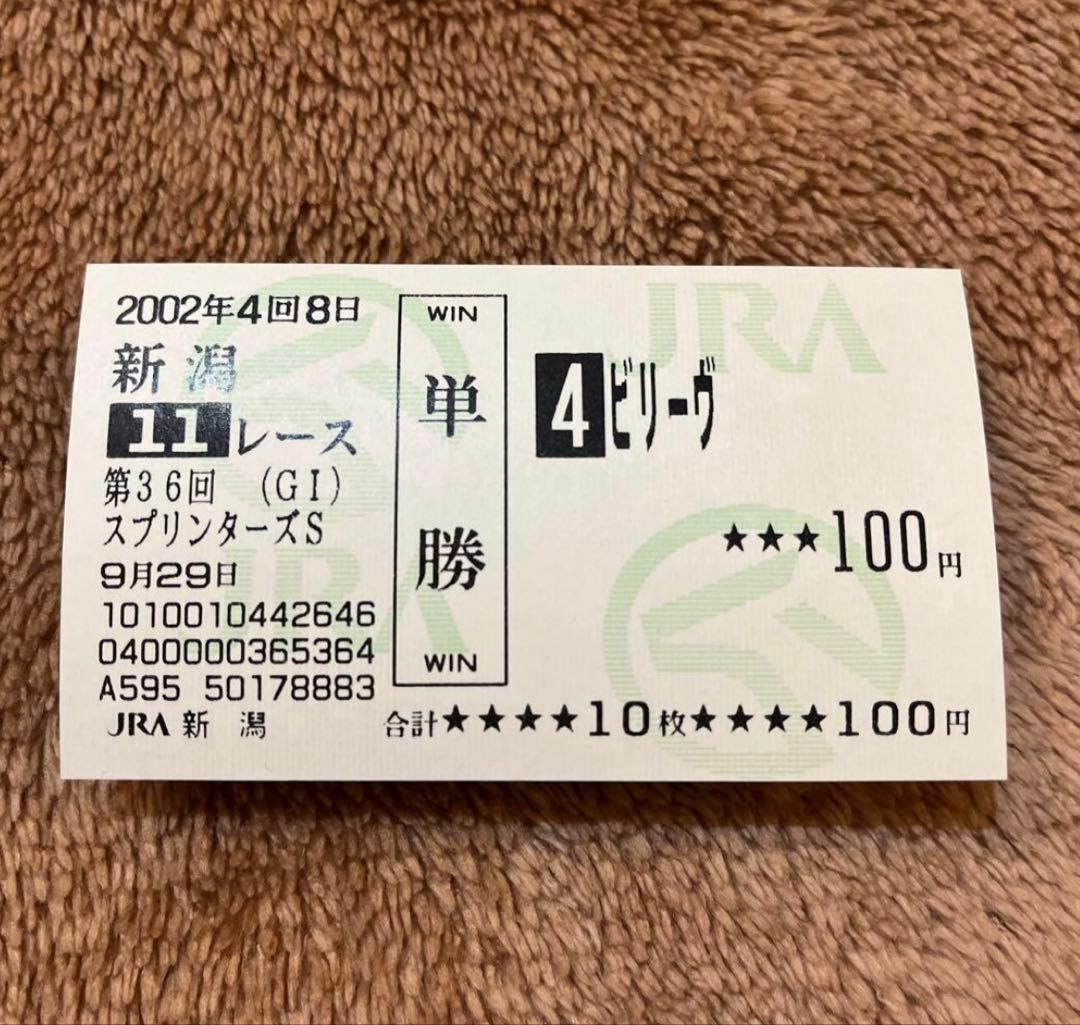 2002年4回8日
新潟
11レース
第36回 (GI)
スプリンターズS
9月29日
1010010442646
0400000365364
A595 50178883
JRA 新 潟
WIN
単勝
WIN
JRA
4ビリーヴ
★★★100円
JRA
合計★★★★10枚★★★★100円